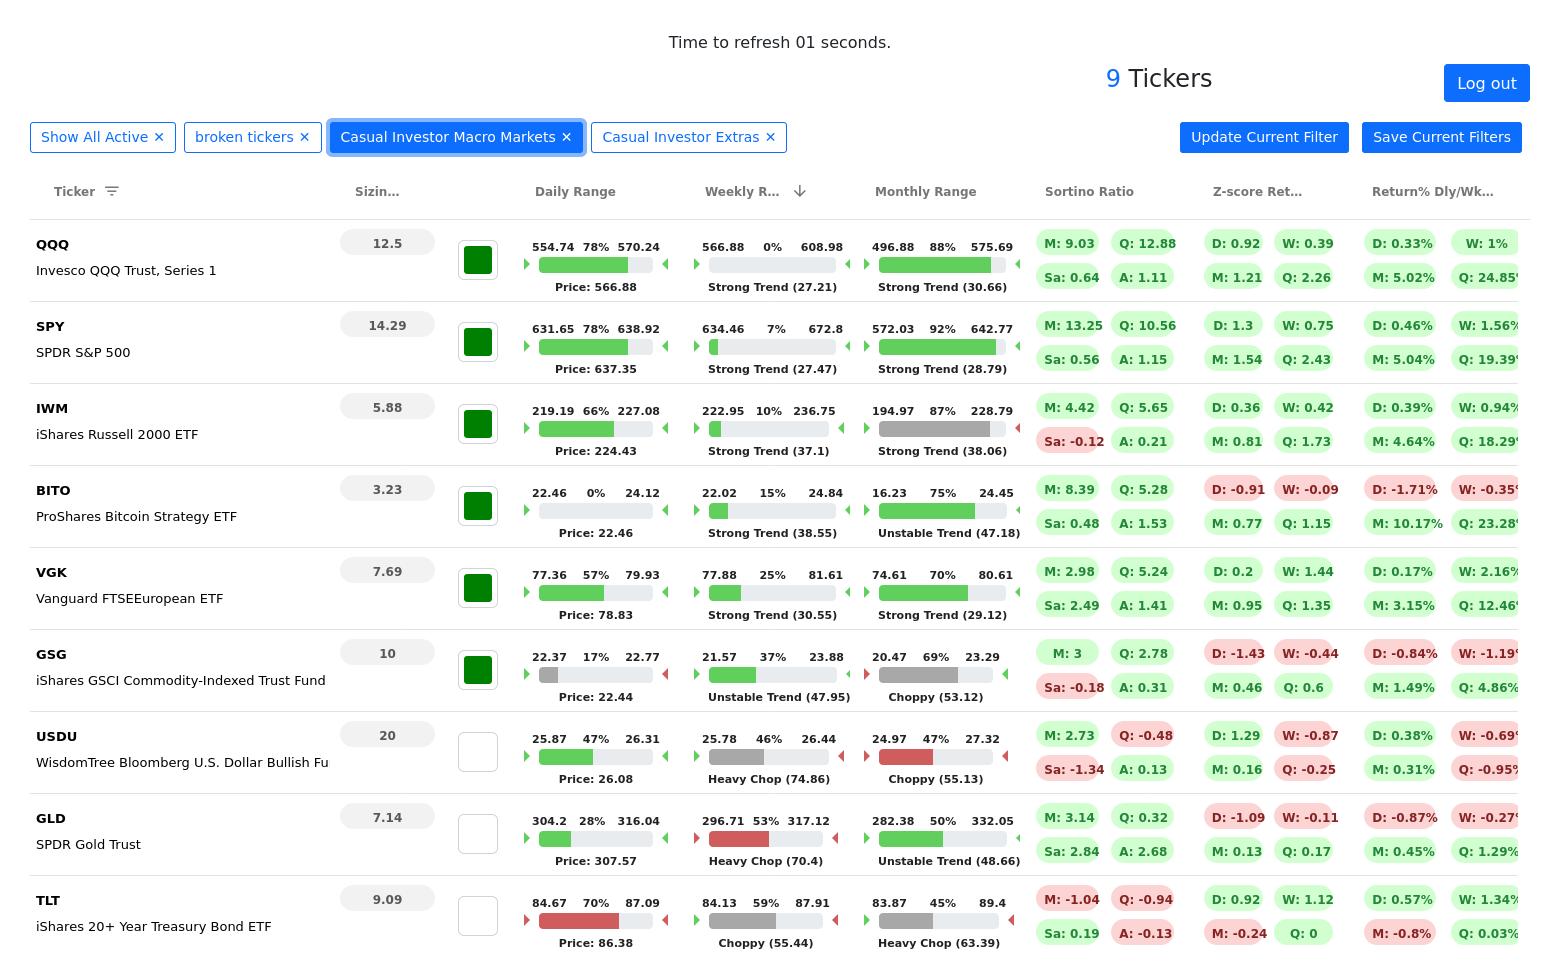 Time to refresh 01 seconds.
9 Tickers
Log out
Show All Active ✕ broken tickers ✕ Casual Investor Macro Markets ✕ Casual Investor Extras ✕ Update Current Filter Save Current Filters
Ticker Sizin... Daily Range Weekly R... Monthly Range Sortino Ratio Z-score Ret... Return% Dly/Wk...
554.74 78% 570.24 566.88 0% 608.98 496.88 88% 575.69
QQQ 12.5 M: 9.03 Q: 12.88 D: 0.92 W: 0.39 D: 0.33% W: 1%
Invesco QQQ Trust, Series 1 Sa: 0.64 A: 1.11 M: 1.21 Q: 2.26 M: 5.02% Q: 24.85%
Price: 566.88 Strong Trend (27.21) Strong Trend (30.66)
631.65 78% 638.92 634.46 7% 672.8 572.03 92% 642.77
SPY 14.29 M: 13.25 Q: 10.56 D: 1.3 W: 0.75 D: 0.46% W: 1.56%
SPDR S&P 500 Sa: 0.56 A: 1.15 M: 1.54 Q: 2.43 M: 5.04% Q: 19.39%
Price: 637.35 Strong Trend (27.47) Strong Trend (28.79)
219.19 66% 227.08 222.95 10% 236.75 194.97 87% 228.79
IWM 5.88 M: 4.42 Q: 5.65 D: 0.36 W: 0.42 D: 0.39% W: 0.94%
iShares Russell 2000 ETF Sa: -0.12 A: 0.21 M: 0.81 Q: 1.73 M: 4.64% Q: 18.29%
Price: 224.43 Strong Trend (37.1) Strong Trend (38.06)
22.46 0% 24.12 22.02 15% 24.84 16.23 75% 24.45
BITO 3.23 M: 8.39 Q: 5.28 D: -0.91 W: -0.09 D: -1.71% W: -0.35%
ProShares Bitcoin Strategy ETF Sa: 0.48 A: 1.53 M: 0.77 Q: 1.15 M: 10.17% Q: 23.28%
Price: 22.46 Strong Trend (38.55) Unstable Trend (47.18)
77.36 57% 79.93 77.88 25% 81.61 74.61 70% 80.61
VGK 7.69 M: 2.98 Q: 5.24 D: 0.2 W: 1.44 D: 0.17% W: 2.16%
Vanguard FTSEEuropean ETF Sa: 2.49 A: 1.41 M: 0.95 Q: 1.35 M: 3.15% Q: 12.46%
Price: 78.83 Strong Trend (30.55) Strong Trend (29.12)
22.37 17% 22.77 21.57 37% 23.88 20.47 69% 23.29
GSG 10 M: 3 Q: 2.78 D: -1.43 W: -0.44 D: -0.84% W: -1.19%
iShares GSCI Commodity-Indexed Trust Fund Sa: -0.18 A: 0.31 M: 0.46 Q: 0.6 M: 1.49% Q: 4.86%
Price: 22.44 Unstable Trend (47.95) Choppy (53.12)
25.87 47% 26.31 25.78 46% 26.44 24.97 47% 27.32
USDU 20 M: 2.73 Q: -0.48 D: 1.29 W: -0.87 D: 0.38% W: -0.69%
WisdomTree Bloomberg U.S. Dollar Bullish Fu Sa: -1.34 A: 0.13 M: 0.16 Q: -0.25 M: 0.31% Q: -0.95%
Price: 26.08 Heavy Chop (74.86) Choppy (55.13)
304.2 28% 316.04 296.71 53% 317.12 282.38 50% 332.05
GLD 7.14 M: 3.14 Q: 0.32 D: -1.09 W: -0.11 D: -0.87% W: -0.27%
SPDR Gold Trust Sa: 2.84 A: 2.68 M: 0.13 Q: 0.17 M: 0.45% Q: 1.29%
Price: 307.57 Heavy Chop (70.4) Unstable Trend (48.66)
84.67 70% 87.09 84.13 59% 87.91 83.87 45% 89.4
TLT 9.09 M: -1.04 Q: -0.94 D: 0.92 W: 1.12 D: 0.57% W: 1.34%
iShares 20+ Year Treasury Bond ETF Sa: 0.19 A: -0.13 M: -0.24 Q: 0 M: -0.8% Q: 0.03%
Price: 86.38 Choppy (55.44) Heavy Chop (63.39)